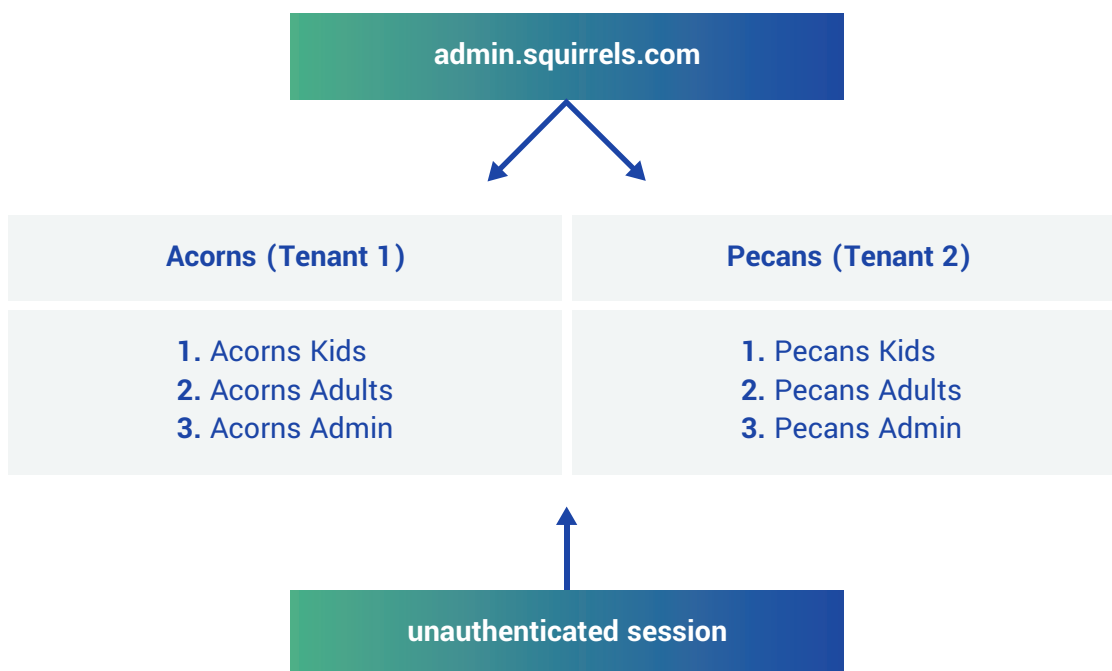 admin.squirrels.com
Acorns (Tenant 1)
Pecans (Tenant 2)
1. Acorns Kids
2. Acorns Adults
3. Acorns Admin
1. Pecans Kids
2. Pecans Adults
3. Pecans Admin
unauthenticated session